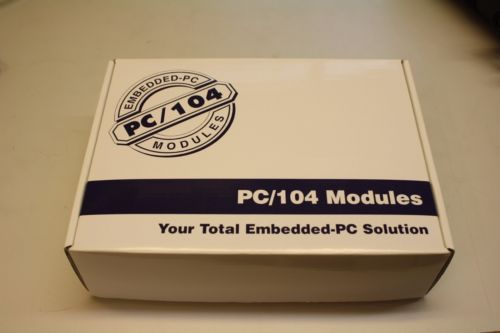 EMBEDDED-PC
PC/104
MODULES
PC/104 Modules
Your Total Embedded-PC Solution